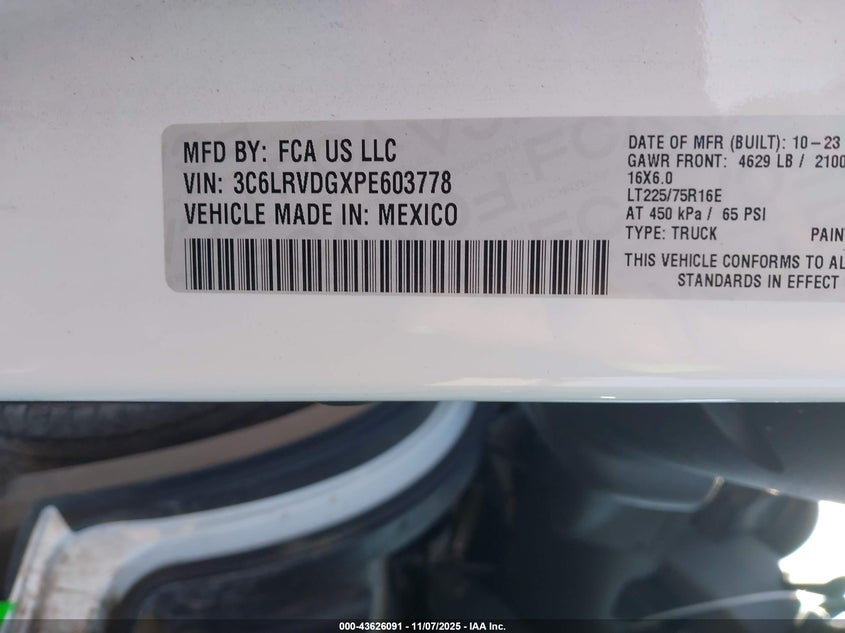 MFD BY: FCA US LLC
VIN: 3C6LRVDGXPE603778
VEHICLE MADE IN: MEXICO
DATE OF MFR (BUILT): 10-23
GAWR FRONT: 4629 LB / 2100
16X6.0
LT225/75R16E
AT 450 kPa / 65 PSI
TYPE: TRUCK PAIN
THIS VEHICLE CONFORMS TO AL
STANDARDS IN EFFECT
000-43626091 - 11/07/2025 - IAA Inc.